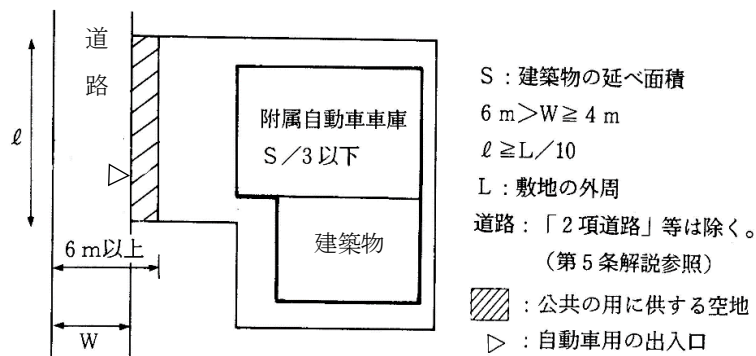 道
路
ℓ
附属自動車車庫
S／3以下
建築物
6m以上
W
S：建築物の延べ面積
6m＞W≧4m
ℓ≧L／10
L：敷地の外周
道路：「2項道路」等は除く。
（第5条解説参照）
：公共の用に供する空地
▷：自動車用の出入口